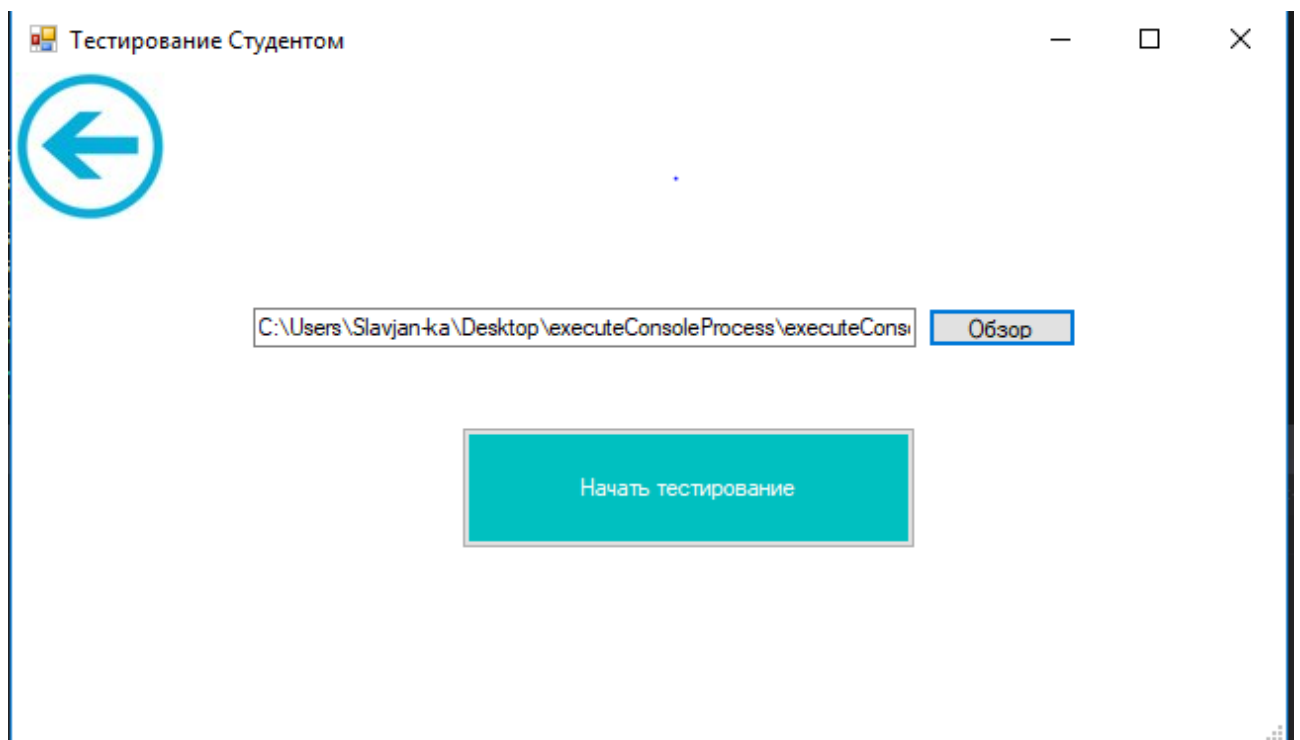 Тестирование Студентом
C:\Users\Slavjan-ka\Desktop\executeConsoleProcess\executeCons
Обзор
Начать тестирование